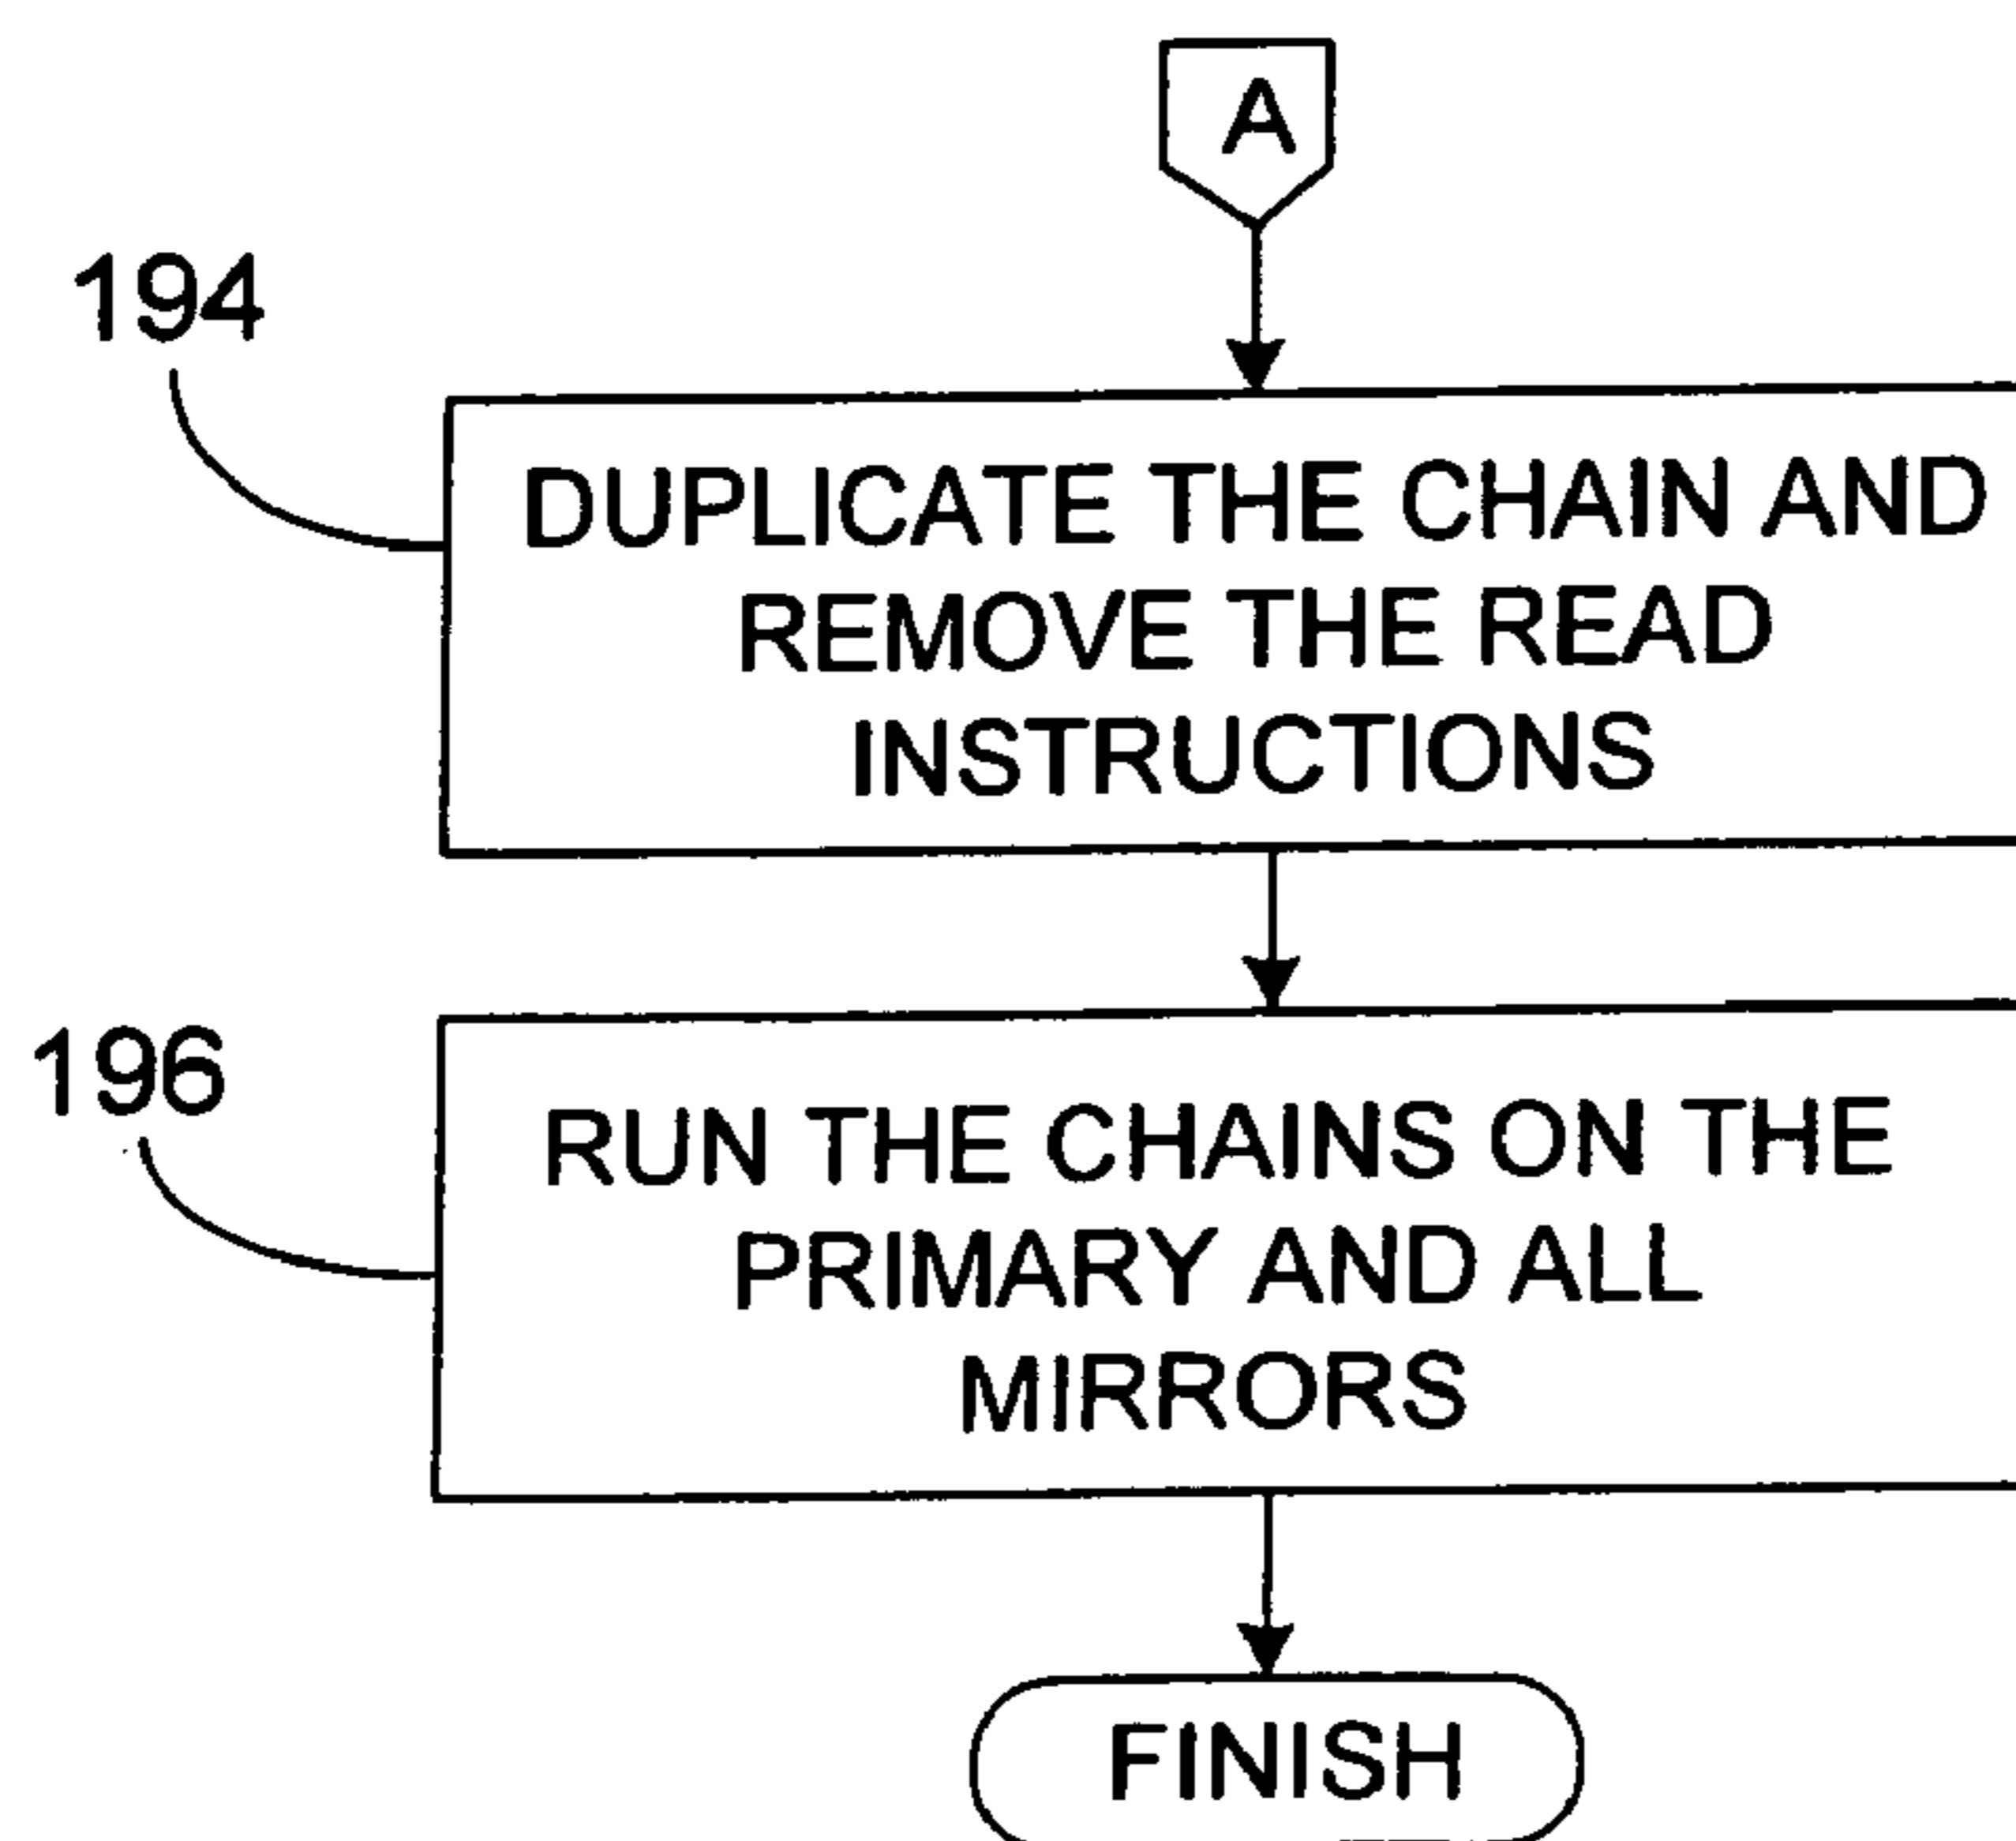 A
194
DUPLICATE THE CHAIN AND
REMOVE THE READ
INSTRUCTIONS
196
RUN THE CHAINS ON THE
PRIMARY AND ALL
MIRRORS
FINISH